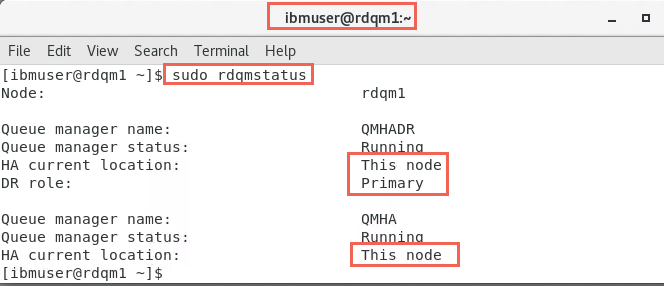 ibmuser@rdqm1:~
File Edit View Search Terminal Help
[ibmuser@rdqm1 ~]$ sudo rdqmstatus
Node: rdqm1
Queue manager name: QMHADR
Queue manager status: Running
HA current location: This node
DR role: Primary
Queue manager name: QMHA
Queue manager status: Running
HA current location: This node
[ibmuser@rdqm1 ~]$